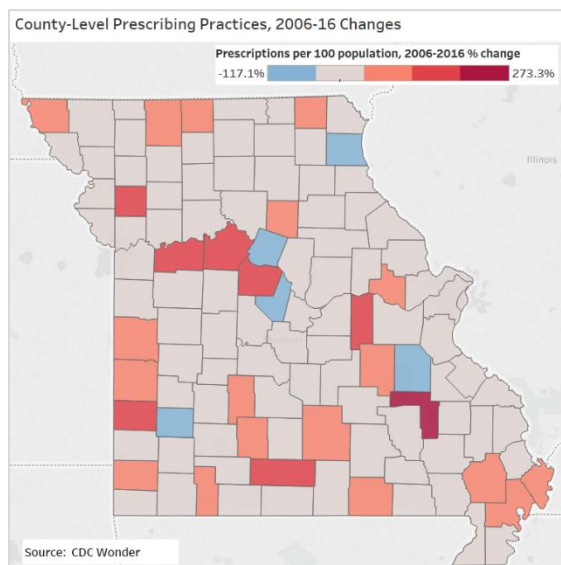 County-Level Prescribing Practices, 2006-16 Changes
Prescriptions per 100 population, 2006-2016 % change
-117.1% 273.3%
Illinois
Source: CDC Wonder